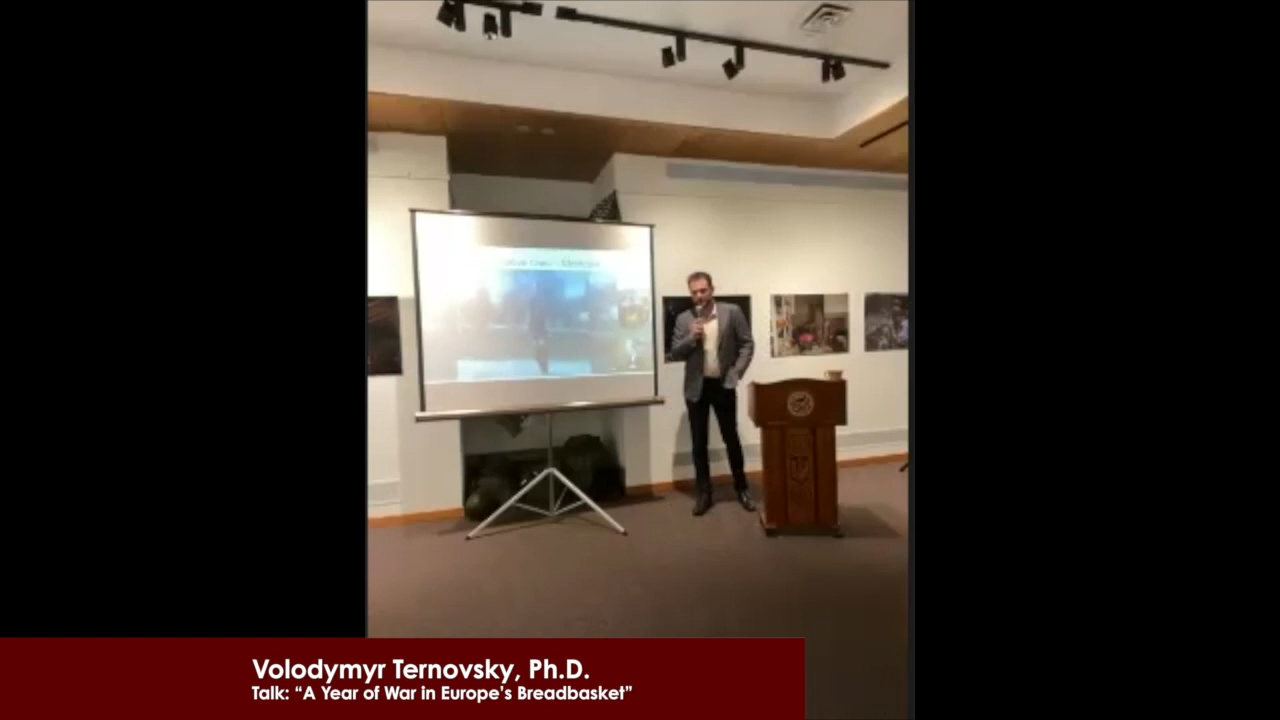 Volodymyr Ternovsky, Ph.D.
Talk: “A Year of War in Europe’s Breadbasket”